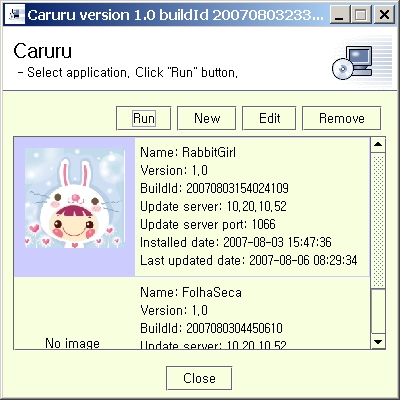 Caruru version 1.0 buildId 20070803233...
Caruru
- Select application. Click "Run" button.
Run New Edit Remove
Name: RabbitGirl
Version: 1.0
BuildId: 20070803154024109
Update server: 10.20.10.52
Update server port: 1066
Installed date: 2007-08-03 15:47:36
Last updated date: 2007-08-06 08:29:34
Name: FolhaSeca
Version: 1.0
BuildId: 2007080304450610
No image
Update server: 10.20.10.52
Close